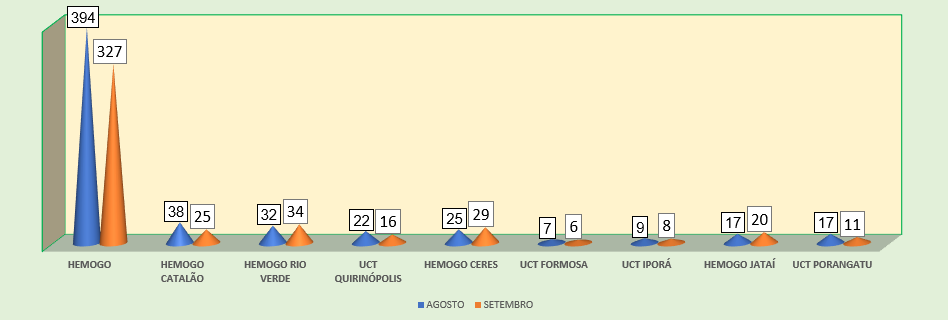 394
327
38
25
32
34
22
16
25
29
7
6
9
8
17
20
17
11
HEMOGO
HEMOGO
CATALÃO
HEMOGO RIO
VERDE
UCT
QUIRINÓPOLIS
HEMOGO CERES
UCT FORMOSA
UCT IPORÁ
HEMOGO JATAÍ
UCT PORANGATU
AGOSTO
SETEMBRO